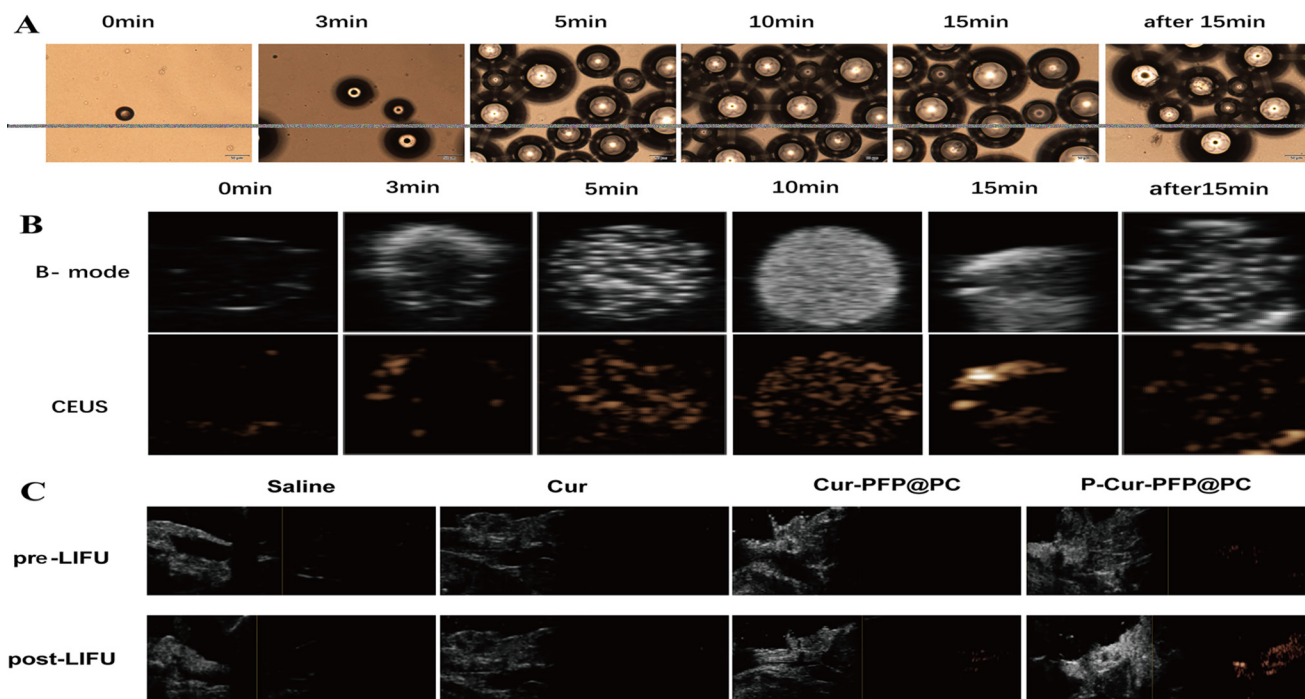 A
0min 3min 5min 10min 15min after 15min
B
0min 3min 5min 10min 15min after15min
B- mode
CEUS
C
Saline Cur Cur-PFP@PC P-Cur-PFP@PC
pre-LIFU
post-LIFU